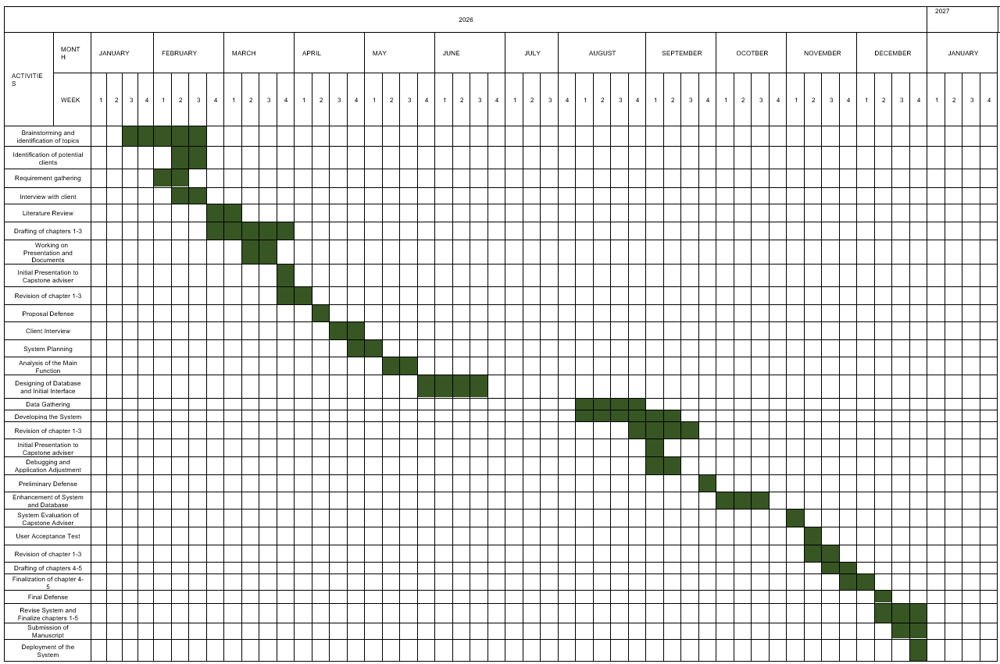 2026
2027
MONT
H
JANUARY
FEBRUARY
MARCH
APRIL
MAY
JUNE
JULY
AUGUST
SEPTEMBER
OCOTBER
NOVEMBER
DECEMBER
JANUARY
ACTIVITIE
S
WEEK
1 2 3 4 1 2 3 4 1 2 3 4 1 2 3 4 1 2 3 4 1 2 3 4 1 2 3 4 1 2 3 4 1 2 3 4 1 2 3 4 1 2 3 4 1 2 3 4 1 2 3 4
Brainstorming and
identification of topics
Identification of potential
clients
Requirement gathering
Interview with client
Literature Review
Drafting of chapters 1-3
Working on
Presentation and
Documents
Initial Presentation to
Capstone adviser
Revision of chapter 1-3
Proposal Defense
Client Interview
System Planning
Analysis of the Main
Function
Designing of Database
and Initial Interface
Data Gathering
Developing the System
Revision of chapter 1-3
Initial Presentation to
Capstone adviser
Debugging and
Application Adjustment
Preliminary Defense
Enhancement of System
and Database
System Evaluation of
Capstone Adviser
User Acceptance Test
Revision of chapter 1-3
Drafting of chapters 4-5
Finalization of chapter 4-
5
Final Defense
Revise System and
Finalize chapters 1-5
Submission of
Manuscript
Deployment of the
System